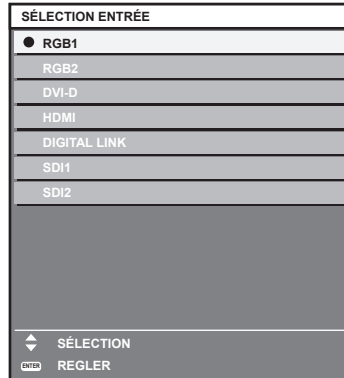 SÉLECTION ENTRÉE
RGB1
RGB2
DVI-D
HDMI
DIGITAL LINK
SDI1
SDI2
SÉLECTION
ENTER REGLER